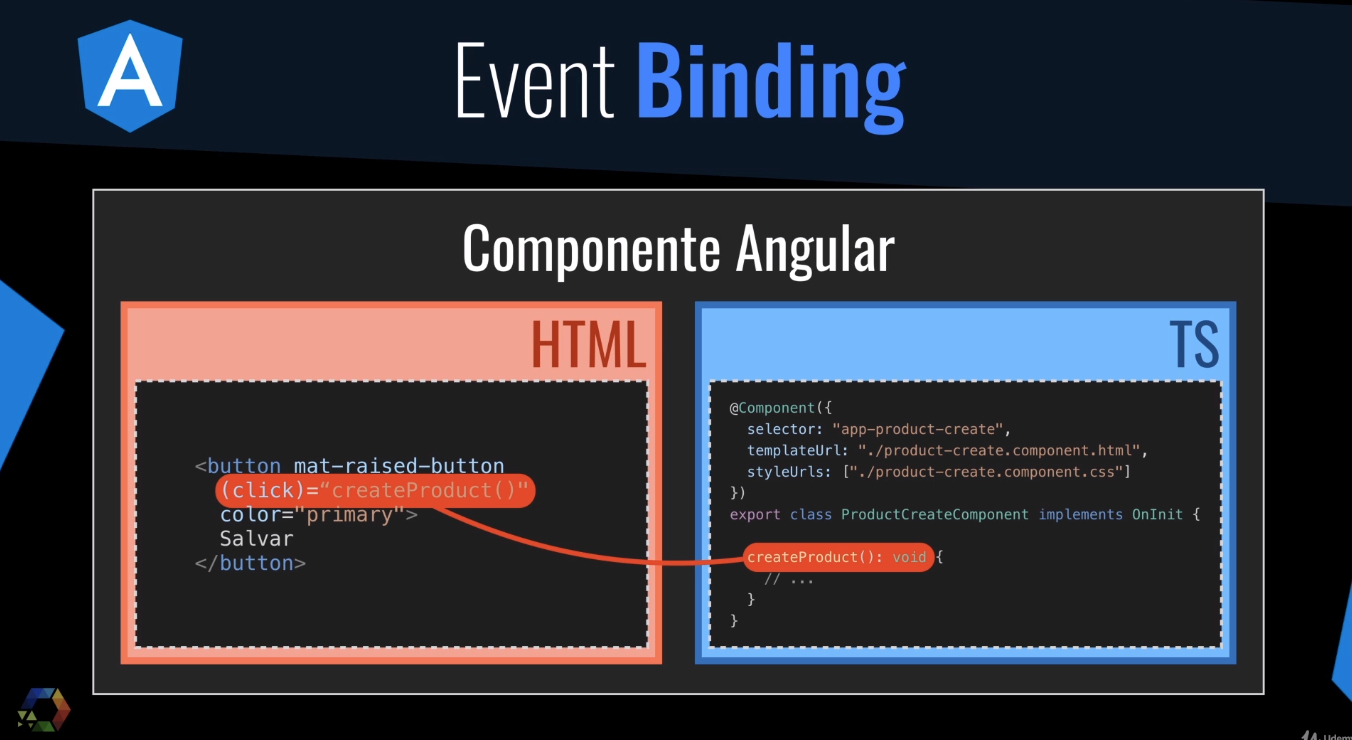 Event Binding
Componente Angular
HTML
<button mat-raised-button
(click)=“createProduct()"
color="primary">
Salvar
</button>
TS
@Component({
selector: "app-product-create",
templateUrl: "./product-create.component.html",
styleUrls: ["./product-create.component.css"]
})
export class ProductCreateComponent implements OnInit {
createProduct(): void {
// ...
}
}